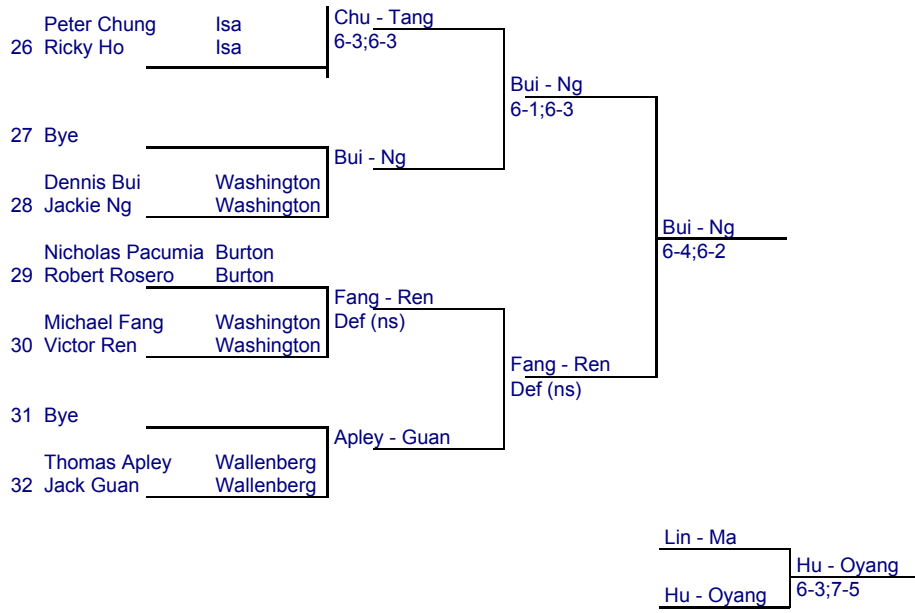 Peter Chung Isa Chu - Tang
26 Ricky Ho Isa 6-3;6-3
Bui - Ng
6-1;6-3
27 Bye
Bui - Ng
Dennis Bui Washington
28 Jackie Ng Washington
Bui - Ng
6-4;6-2
Nicholas Pacumia Burton
29 Robert Rosero Burton
Fang - Ren
Michael Fang Washington Def (ns)
30 Victor Ren Washington
Fang - Ren
Def (ns)
31 Bye
Apley - Guan
Thomas Apley Wallenberg
32 Jack Guan Wallenberg
Lin - Ma
Hu - Oyang
6-3;7-5
Hu - Oyang